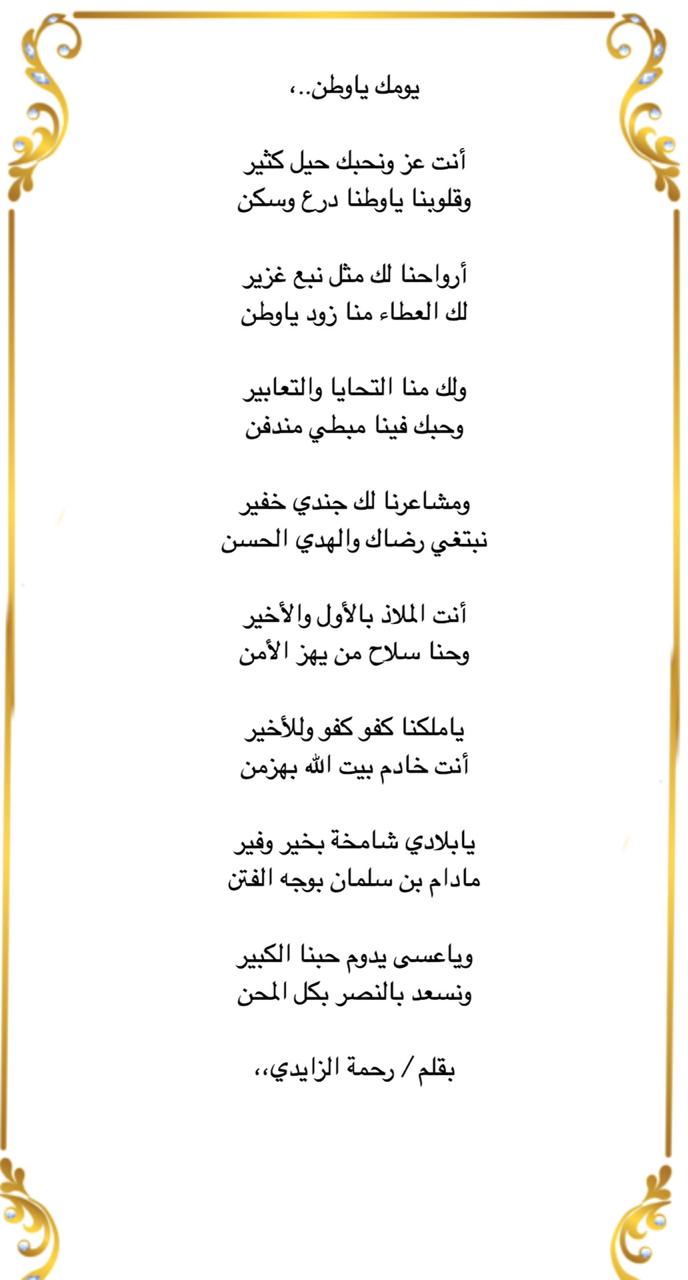 يومك ياوطن..،
أنت عز ونحبك حيل كثير
وقلوبنا ياوطنا درع وسكن
أرواحنا لك مثل نبع غزير
لك العطاء منا زود ياوطن
ولك منا التحايا والتعابير
وحبك فينا مبطي مندفن
ومشاعرنا لك جندي خفير
نبتغي رضاك والهدي الحسن
أنت الملاذ بالأول والأخير
وحنا سلاح من يهز الأمن
ياملكنا كفو كفو وللأخير
أنت خادم بيت الله بهزمن
يابلادي شامخة بخير وفير
مادام بن سلمان بوجه الفتن
وياعسى يدوم حبنا الكبير
ونسعد بالنصر بكل المحن
بقلم / رحمة الزايدي،،